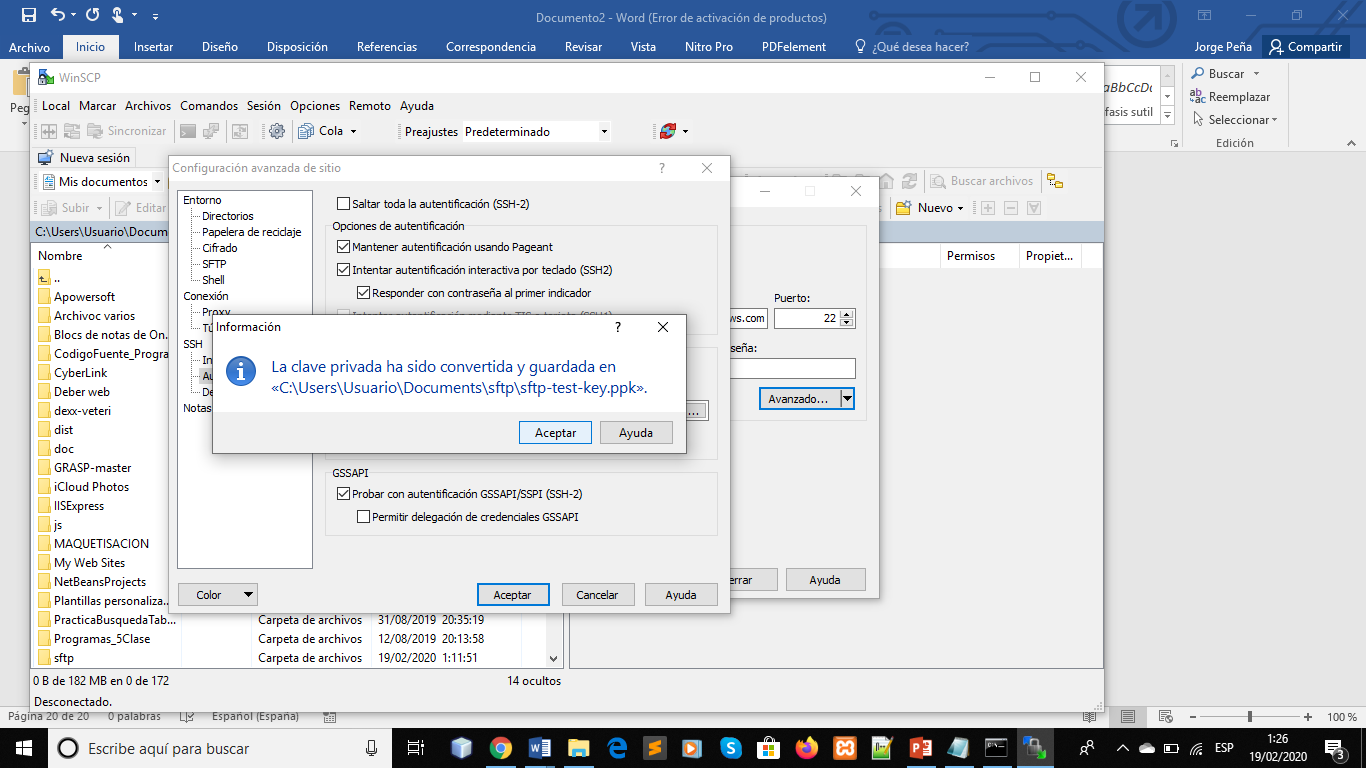 Documento2 - Word (Error de activación de productos)
Archivo Inicio Insertar Diseño Disposición Referencias Correspondencia Revisar Vista Nitro Pro PDFelement ¿Qué desea hacer? Jorge Peña Compartir
WinSCP
Buscar
Reemplazar
Seleccionar
Edición
Local Marcar Archivos Comandos Sesión Opciones Remoto Ayuda
Sincronizar Cola Preajustes Predeterminado
Nueva sesión
Mis documentos
Buscar archivos
Subir Editar
Nuevo
C:\Users\Usuario\Docum
Nombre
Permisos Propiet...
..
Apowersoft
Archivoc varios
Blocs de notas de On.
CodigoFuente_Progra
CyberLink
Deber web
dexx-veteri
dist
doc
GRASP-master
iCloud Photos
IISExpress
js
MAQUETISACION
My Web Sites
NetBeansProjects
Plantillas personaliza...
PracticaBusquedaTab... Carpeta de archivos 31/08/2019 20:35:19
Programas_5Clase Carpeta de archivos 12/08/2019 20:13:58
sftp Carpeta de archivos 19/02/2020 1:11:51
0 B de 182 MB en 0 de 172 14 ocultos
Desconectado.
Configuración avanzada de sitio ?
Entorno
Directorios
Papelera de reciclaje
Cifrado
SFTP
Shell
Conexión
Proxy
SSH
Notas
Saltar toda la autentificación (SSH-2)
Opciones de autentificación
Mantener autentificación usando Pageant
Intentar autentificación interactiva por teclado (SSH2)
Responder con contraseña al primer indicador
GSSAPI
Probar con autentificación GSSAPI/SSPI (SSH-2)
Permitir delegación de credenciales GSSAPI
Color Aceptar Cancelar Ayuda
Puerto:
ws.com 22
seña:
Avanzado...
errar Ayuda
Información ?
La clave privada ha sido convertida y guardada en
«C:\Users\Usuario\Documents\sftp\sftp-test-key.ppk».
Aceptar Ayuda
Página 20 de 20 0 palabras Español (España) 100 %
Escribe aquí para buscar
ESP
1:26
19/02/2020
3